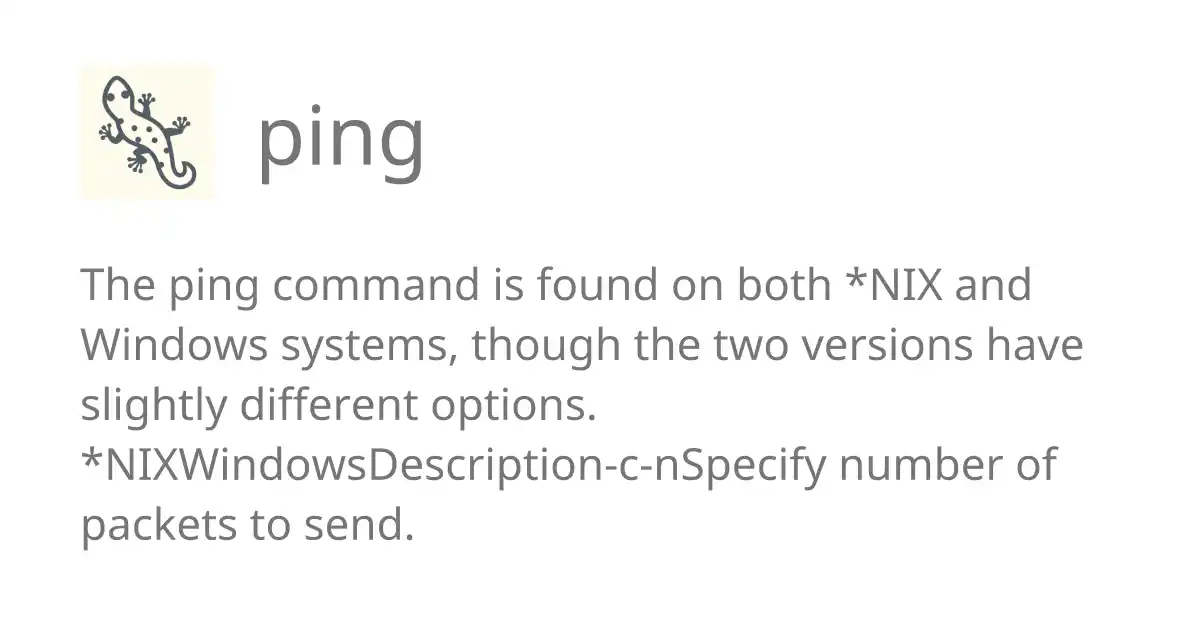 ping
The ping command is found on both *NIX and
Windows systems, though the two versions have
slightly different options.
*NIXWindowsDescription-c-nSpecify number of
packets to send.